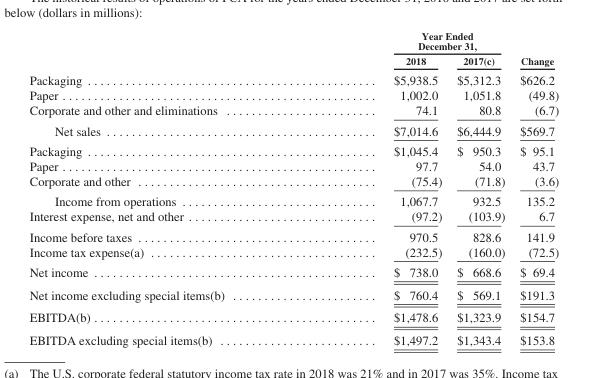 The historical results of operations of PCA for the years ended December 31, 2018 and 2017 are set forth
below (dollars in millions):
Year Ended
December 31,
2018 2017(c) Change
Packaging $5,938.5 $5,312.3 $626.2
Paper 1,002.0 1,051.8 (49.8)
Corporate and other and eliminations 74.1 80.8 (6.7)
Net sales $7,014.6 $6,444.9 $569.7
Packaging $1,045.4 $ 950.3 $ 95.1
Paper 97.7 54.0 43.7
Corporate and other (75.4) (71.8) (3.6)
Income from operations 1,067.7 932.5 135.2
Interest expense, net and other (97.2) (103.9) 6.7
Income before taxes 970.5 828.6 141.9
Income tax expense(a) (232.5) (160.0) (72.5)
Net income $ 738.0 $ 668.6 $ 69.4
Net income excluding special items(b) $ 760.4 $ 569.1 $191.3
EBITDA(b) $1,478.6 $1,323.9 $154.7
EBITDA excluding special items(b) $1,497.2 $1,343.4 $153.8
(a) The U.S. corporate federal statutory income tax rate in 2018 was 21% and in 2017 was 35%. Income tax